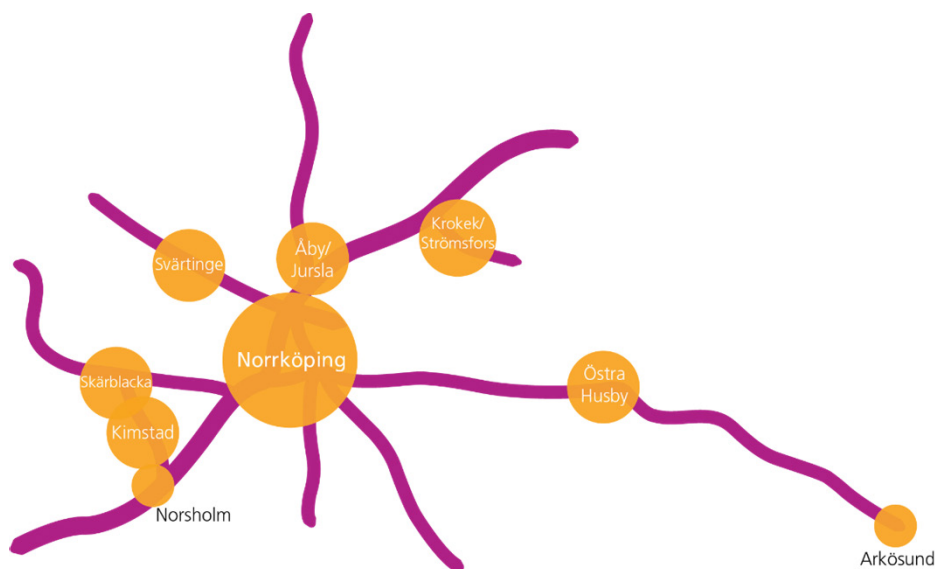 Krokek/
Strömsfors
Åby/
Jursla
Svärtinge
Norrköping
Östra
Husby
Skärblacka
Kimstad
Norsholm
Arkösund